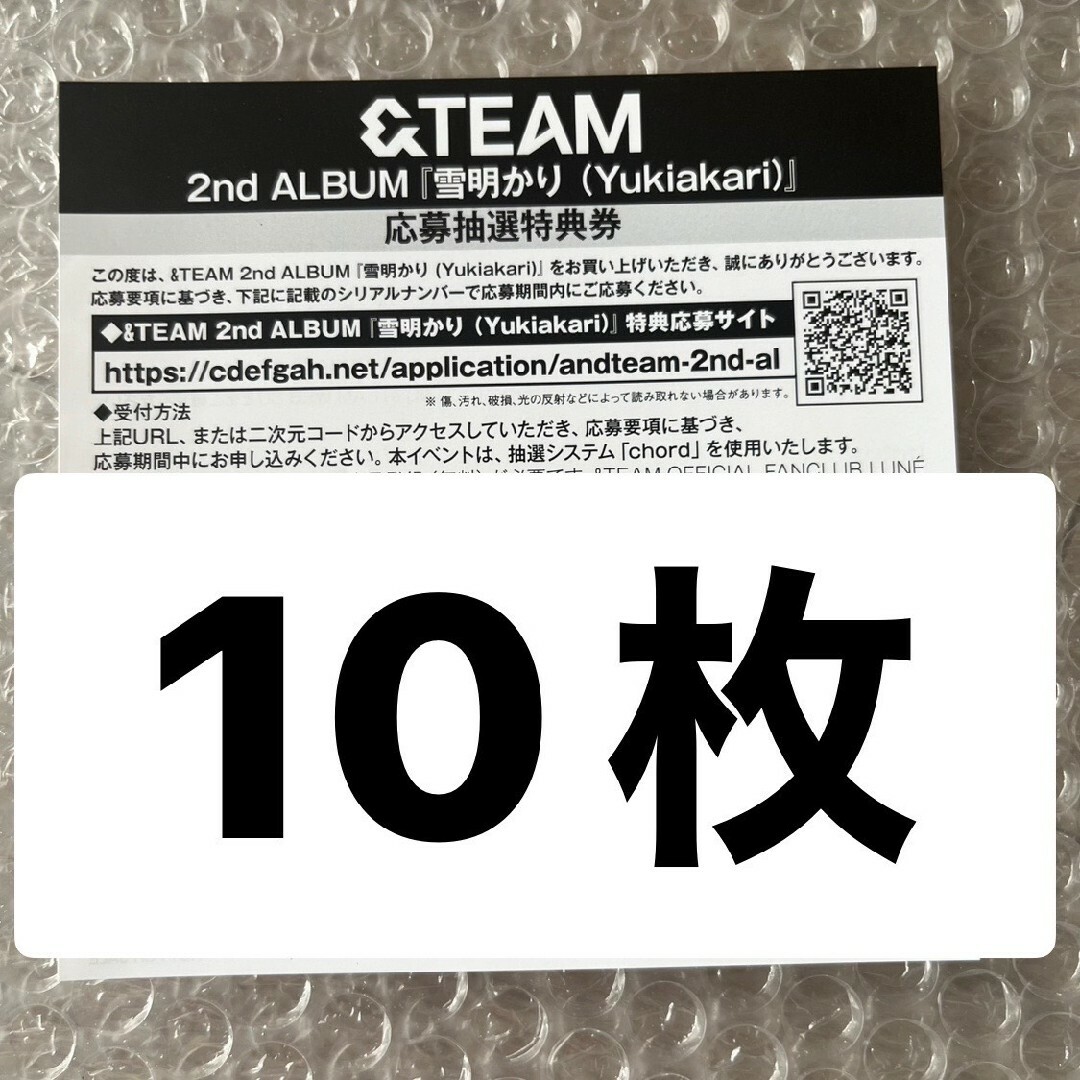 &TEAM
2nd ALBUM『雪明かり (Yukiakari)』
応募抽選特典券
この度は、&TEAM 2nd ALBUM『雪明かり (Yukiakari)』をお買い上げいただき、誠にありがとうございます。
応募要項に基づき、下記に記載のシリアルナンバーで応募期間内にご応募ください。
◆&TEAM 2nd ALBUM『雪明かり (Yukiakari)』特典応募サイト
https://cdefgah.net/application/andteam-2nd-al
※ 傷、汚れ、破損、光の反射などによって読み取れない場合があります。
◆受付方法
上記URL、または二次元コードからアクセスしていただき、応募要項に基づき、
応募期間中にお申し込みください。本イベントは、抽選システム「chord」を使用いたします。
&TEAM OFFICIAL FANCLUB LUNÉ
10枚